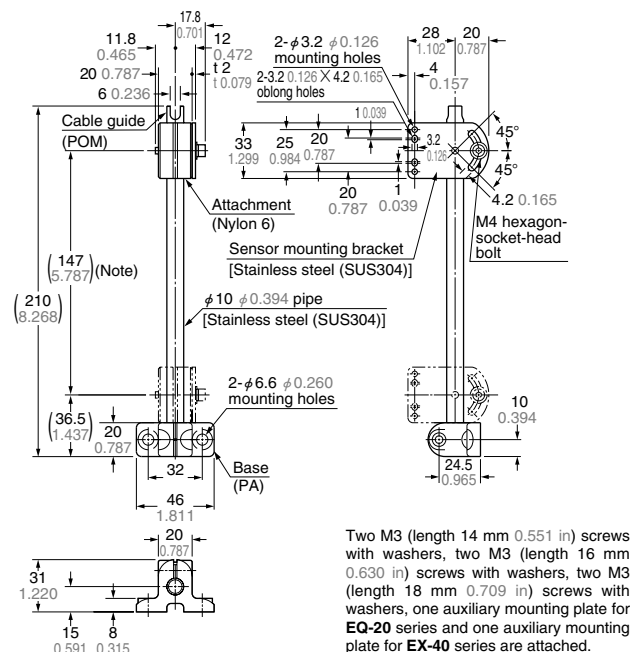 17.8
0.701
11.8
0.465
12
0.472
20 0.787
t 2
t 0.079
6 0.236
Cable guide
(POM)
Attachment
(Nylon 6)
(147
5.787) (Note)
(210
8.268)
φ10 φ0.394 pipe
[Stainless steel (SUS304)]
2-φ6.6 φ0.260
mounting holes
(36.5
1.437)
20
0.787
32
Base
(PA)
46
1.811
28
1.102
20
0.787
2-φ3.2 φ0.126
mounting holes
2-3.2 0.126 × 4.2 0.165
oblong holes
4
0.157
1 0.039
33
1.299
25
0.984
20
0.787
3.2
0.126
45°
45°
20
0.787
1
0.039
4.2 0.165
M4 hexagon-
socket-head
bolt
Sensor mounting bracket
[Stainless steel (SUS304)]
10
0.394
24.5
0.965
20
0.787
31
1.220
15
0.591
8
0.315
Two M3 (length 14 mm 0.551 in) screws
with washers, two M3 (length 16 mm
0.630 in) screws with washers, two M3
(length 18 mm 0.709 in) screws with
washers, one auxiliary mounting plate for
EQ-20 series and one auxiliary mounting
plate for EX-40 series are attached.